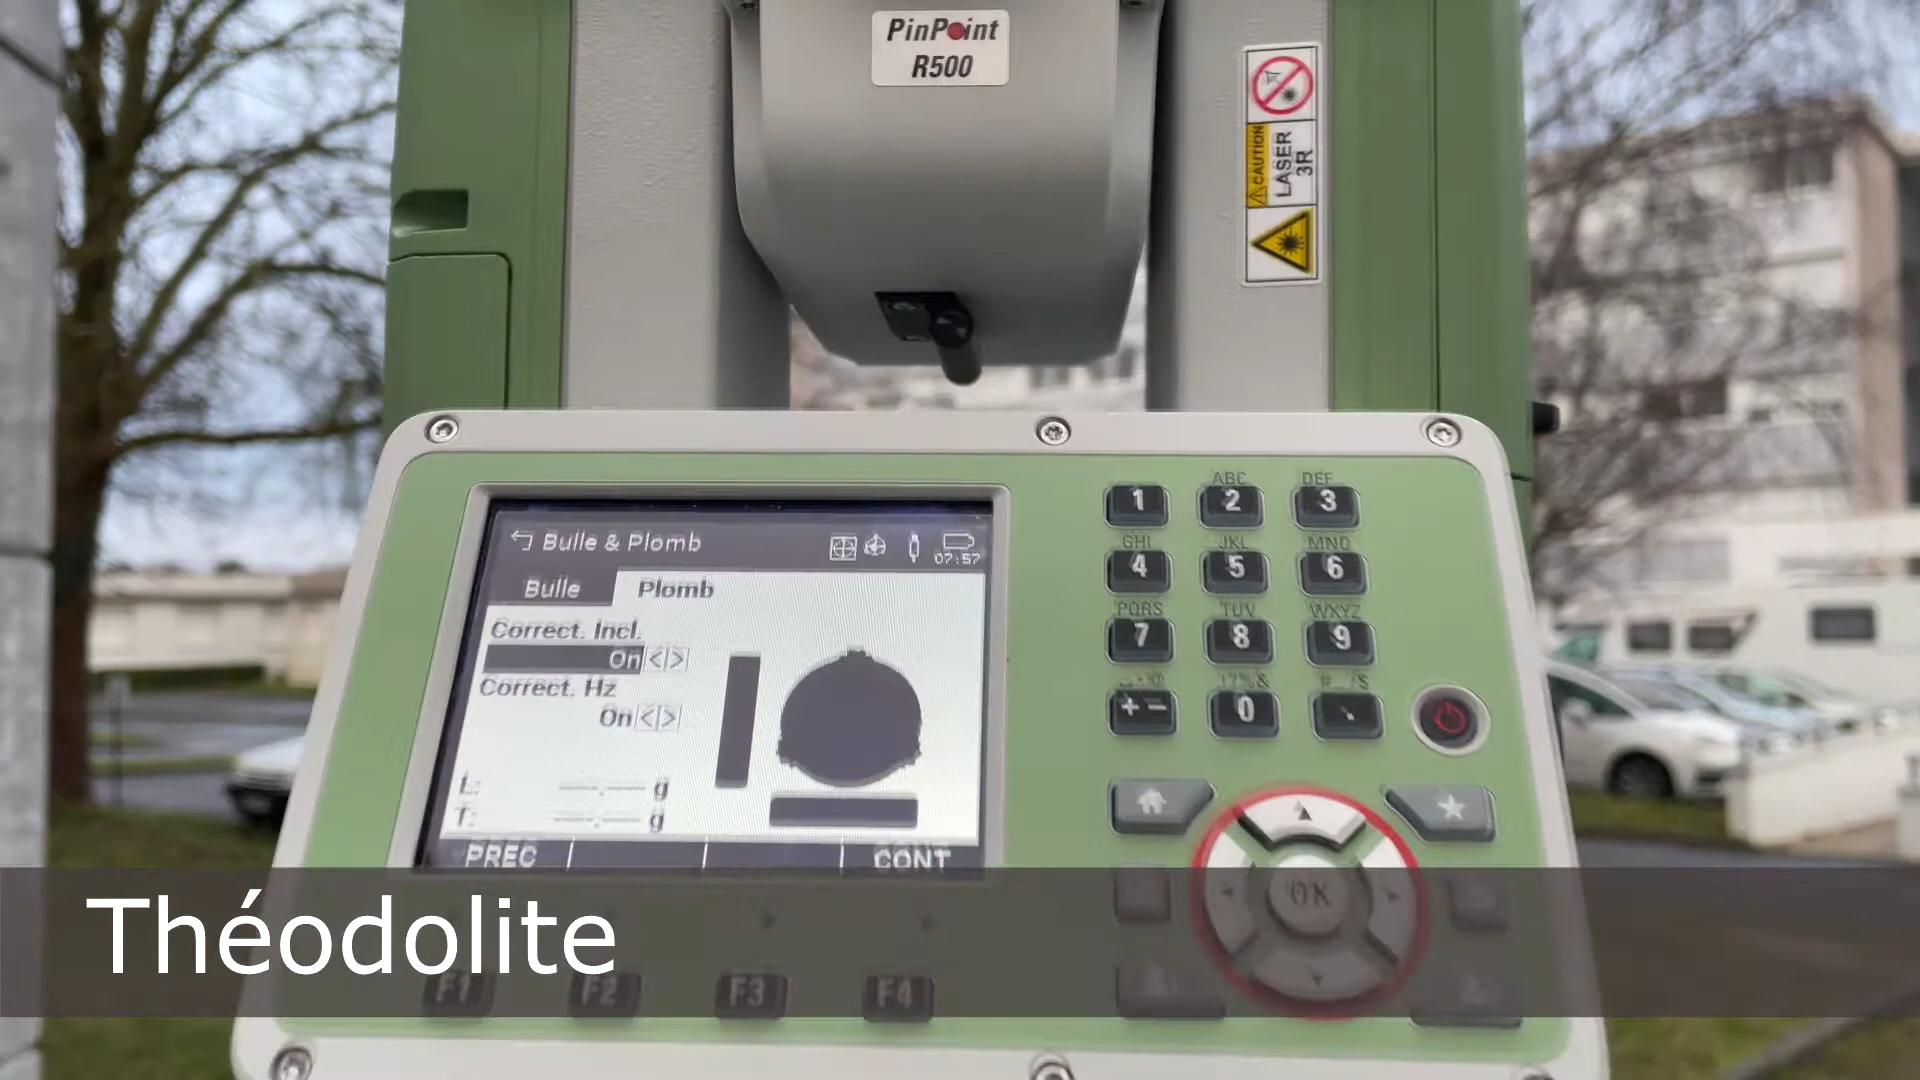 PinPoint
R500
CAUTION
LASER
3R
Bulle & Plomb
07:57
Bulle
Plomb
Correct. Incl.
On
Correct. Hz
On
L: --.---- g
T: --.---- g
PREC
CONT
1
ABC
2
DEF
3
GHI
4
JKL
5
MNO
6
PQRS
7
TUV
8
WXYZ
9
+ -
!?%&
0
.
OK
F1
F2
F3
F4
Théodolite